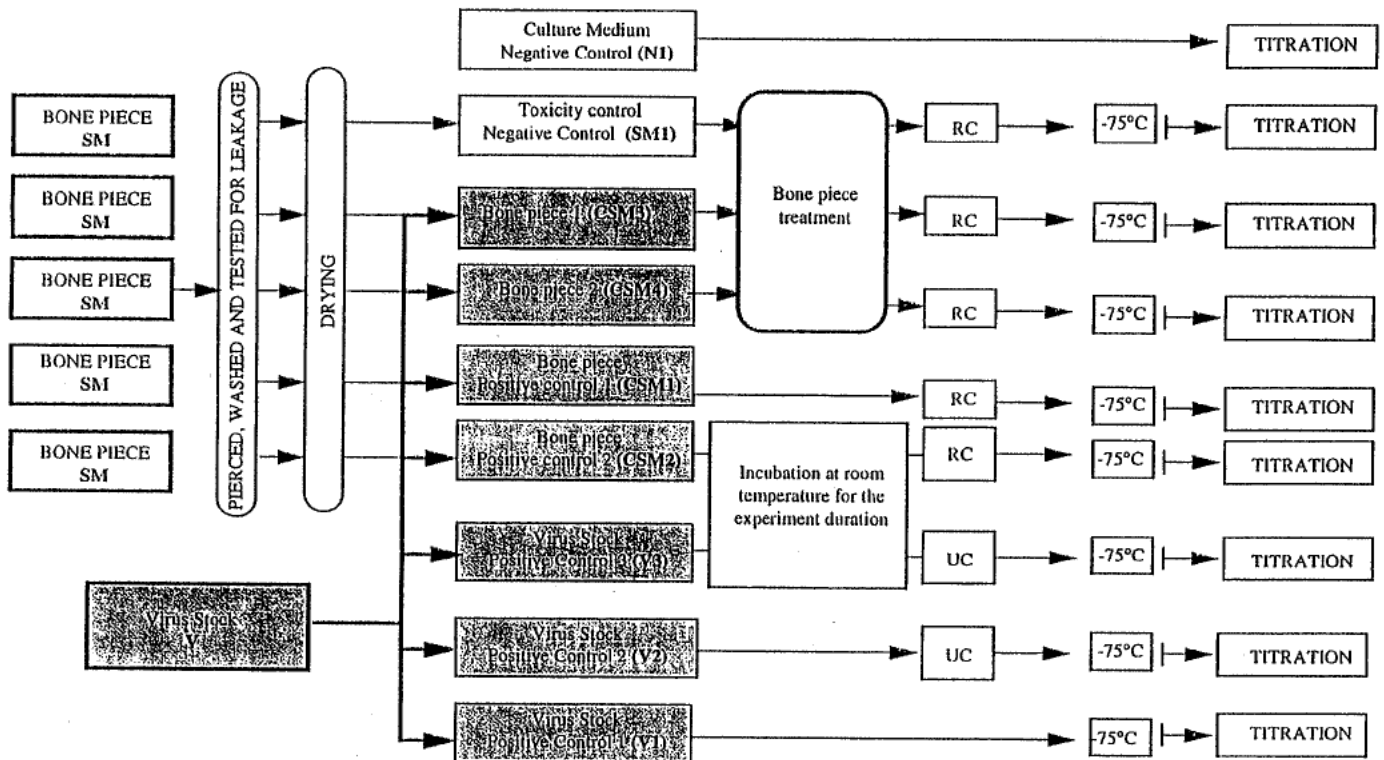 Culture Medium
Negative Control (N1)
TITRATION
BONE PIECE
SM
Toxicity control
Negative Control (SM1)
RC
-75°C
TITRATION
BONE PIECE
SM
Bone piece 1 (CSM3)
Bone piece
treatment
RC
-75°C
TITRATION
BONE PIECE
SM
PIERCED, WASHED AND TESTED FOR LEAKAGE
DRYING
Bone piece 2 (CSM4)
RC
-75°C
TITRATION
BONE PIECE
SM
Bone piece
Positive control 1 (CSM1)
RC
-75°C
TITRATION
BONE PIECE
SM
Bone piece
Positive control 2 (CSM2)
Incubation at room
temperature for the
experiment duration
RC
-75°C
TITRATION
Virus Stock
Positive Control 3 (V3)
UC
-75°C
TITRATION
Virus Stock
V
Virus Stock
Positive Control 2 (V2)
UC
-75°C
TITRATION
Virus Stock
Positive Control 1 (V1)
-75°C
TITRATION